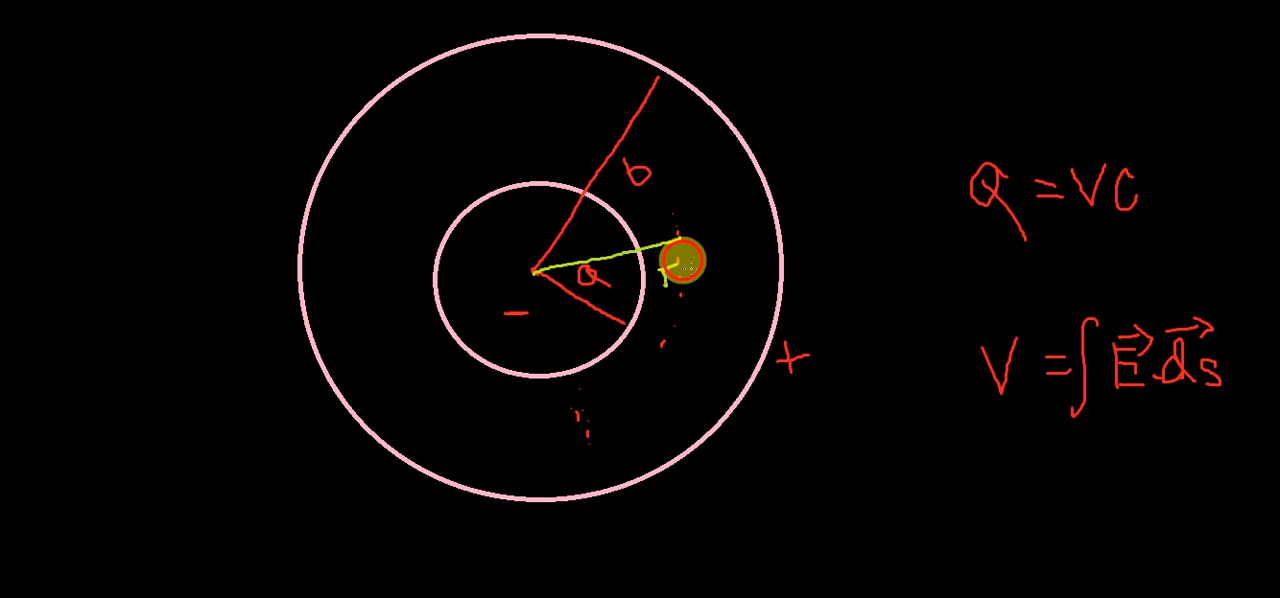 b
a
r
-
+
Q = VC
V = ∫ E⃗ . ds⃗